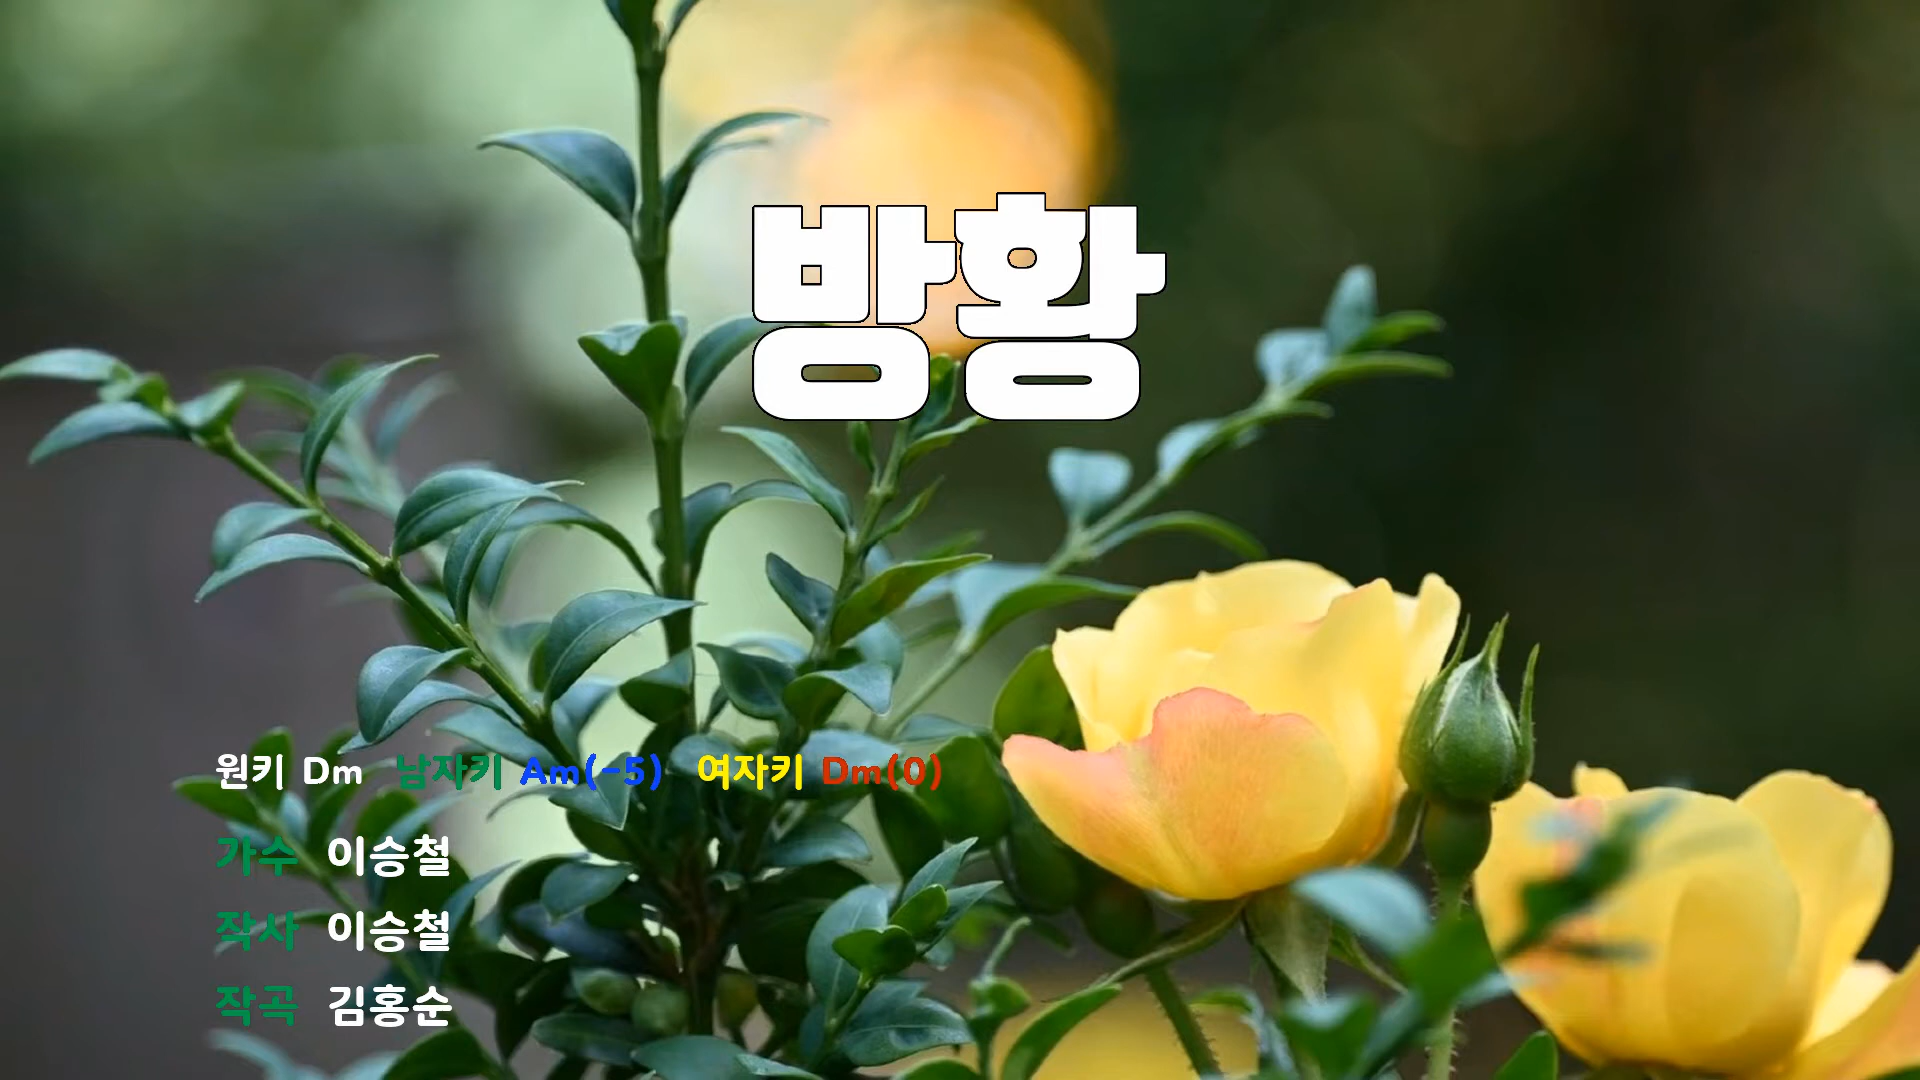 방황
원키 Dm 남자키 Am(-5) 여자키 Dm(0)
가수 이승철
작사 이승철
작곡 김홍순